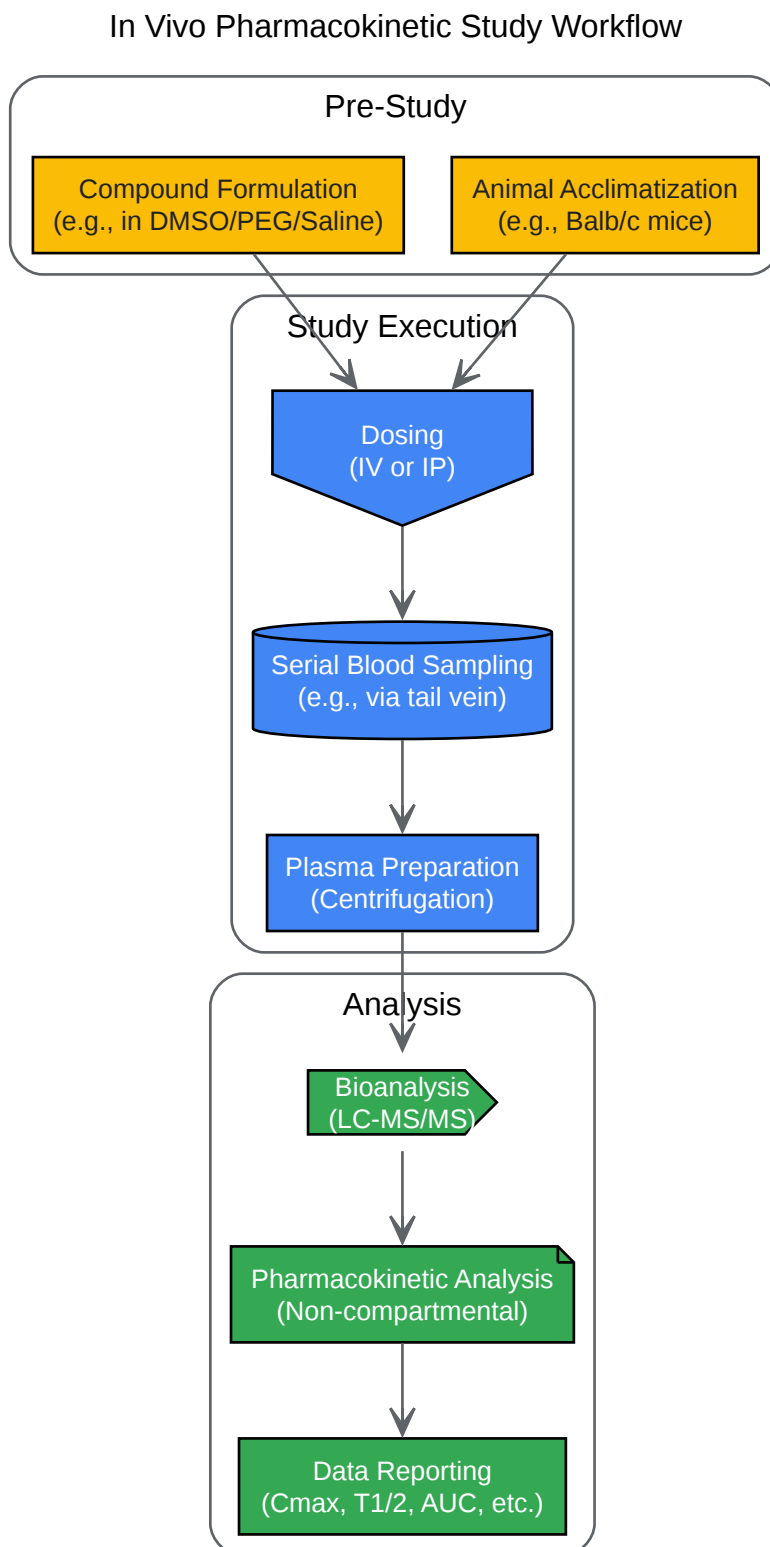 In Vivo Pharmacokinetic Study Workflow
Pre-Study
Compound Formulation
(e.g., in DMSO/PEG/Saline)
Animal Acclimatization
(e.g., Balb/c mice)
Study Execution
Dosing
(IV or IP)
Serial Blood Sampling
(e.g., via tail vein)
Plasma Preparation
(Centrifugation)
Analysis
Bioanalysis
(LC-MS/MS)
Pharmacokinetic Analysis
(Non-compartmental)
Data Reporting
(Cmax, T1/2, AUC, etc.)